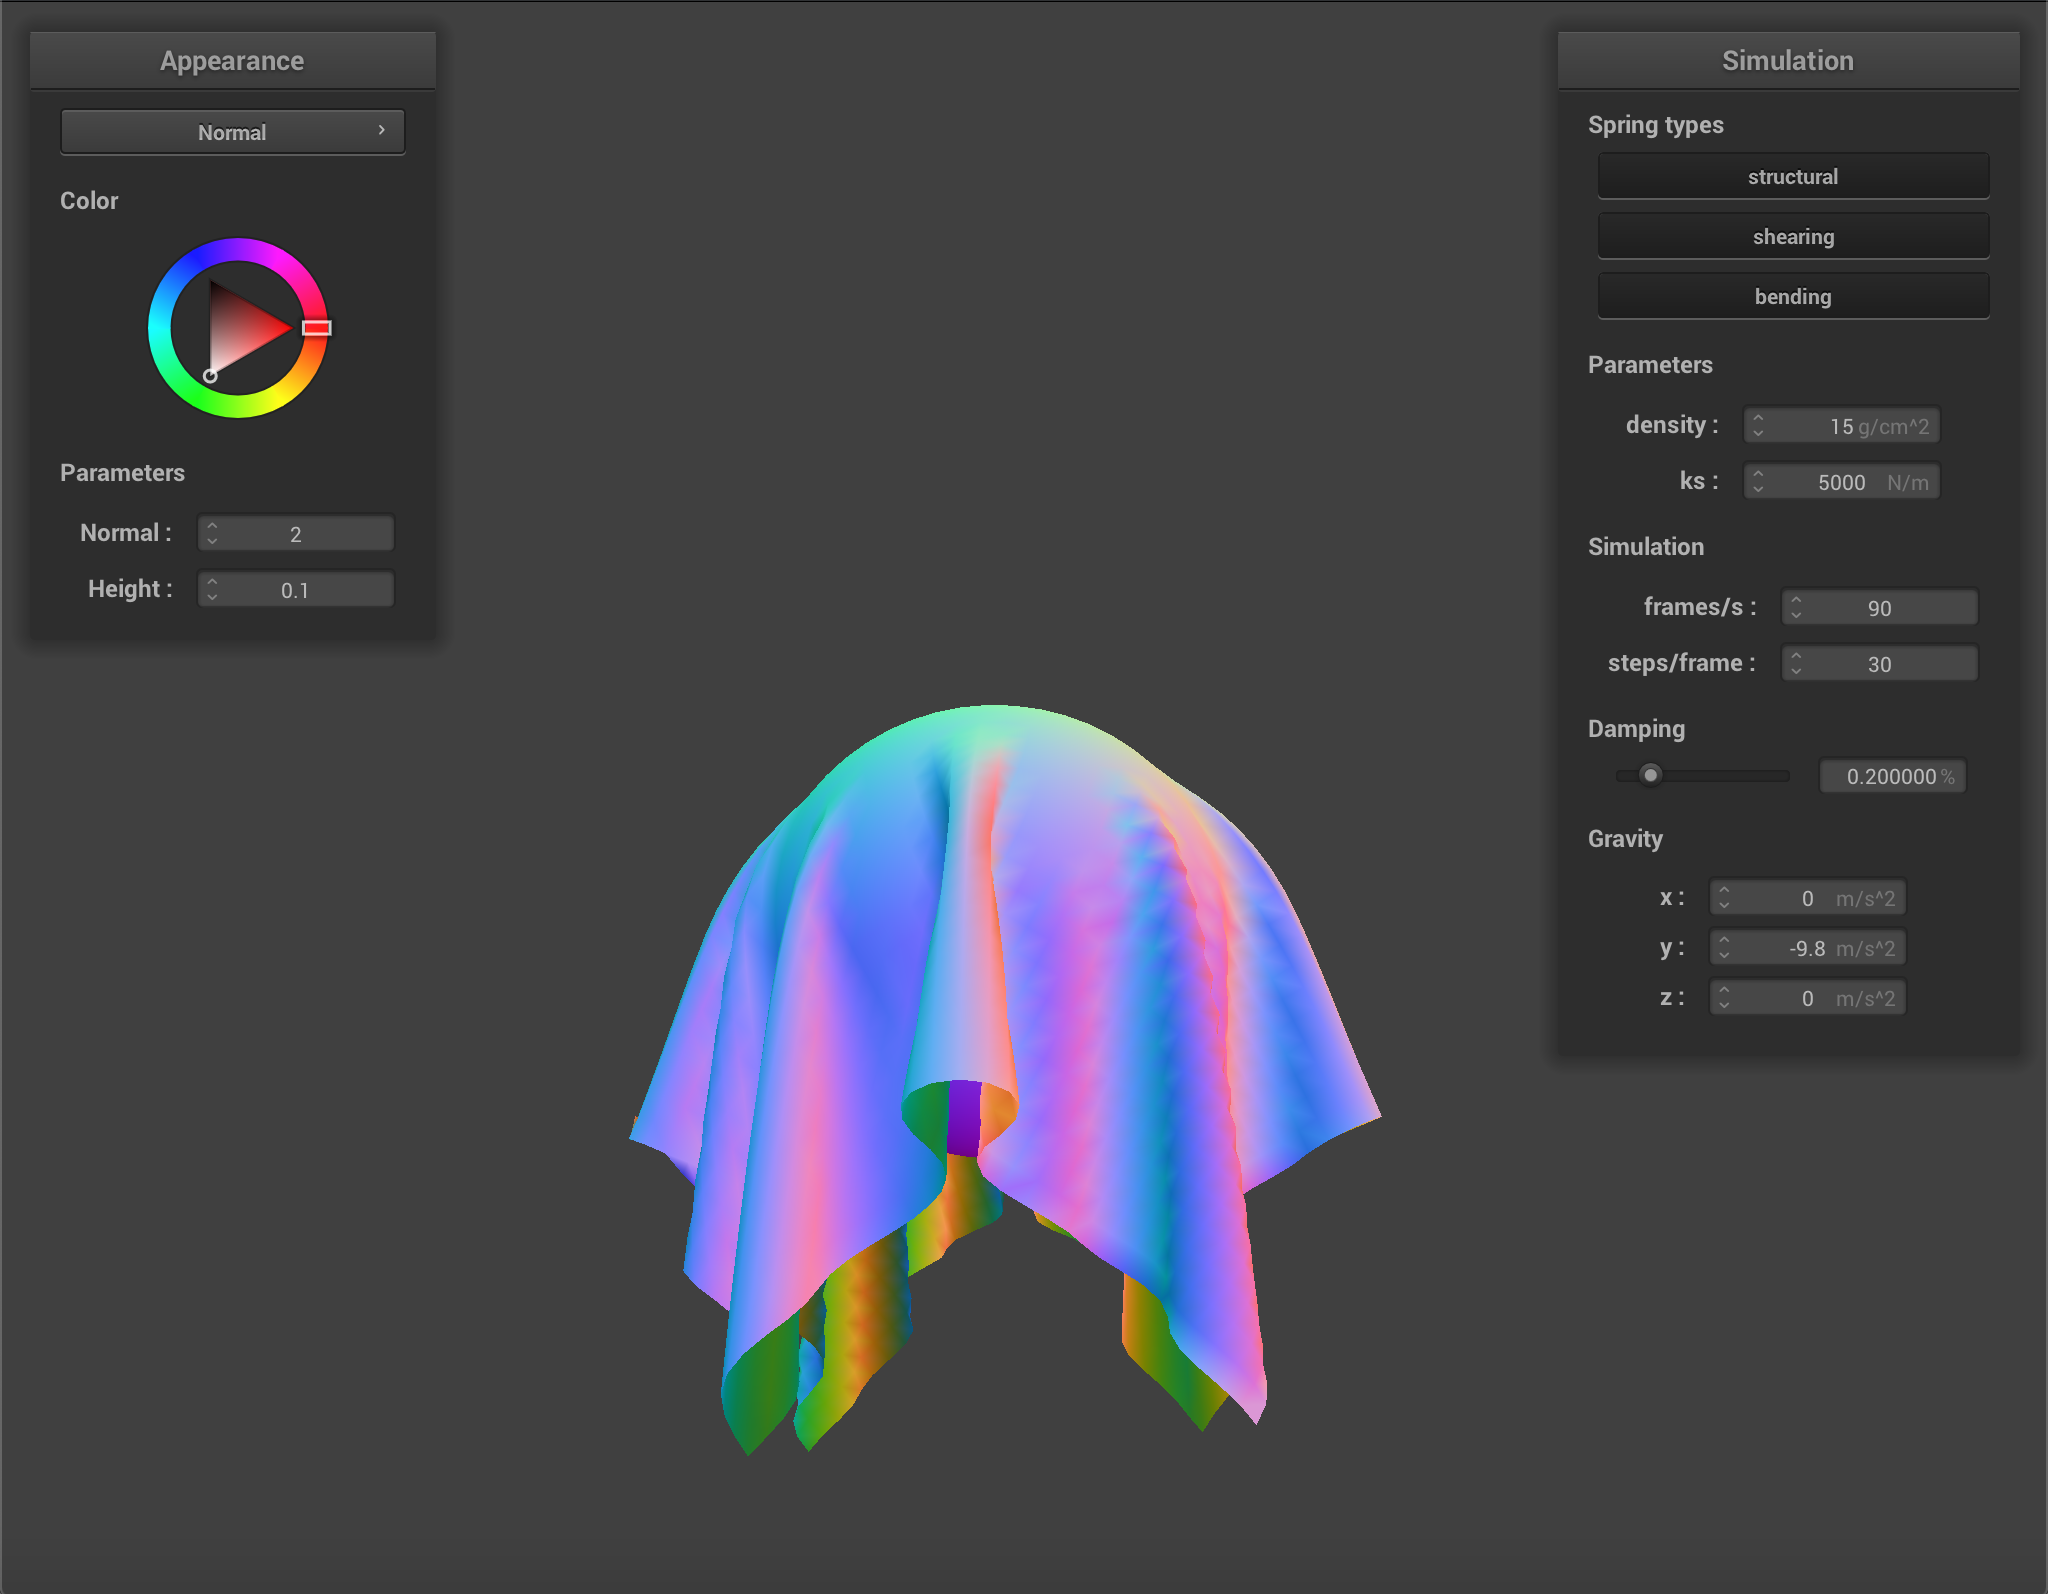 Appearance
Normal
Color
Parameters
Normal : 2
Height : 0.1
Simulation
Spring types
structural
shearing
bending
Parameters
density : 15 g/cm^2
ks : 5000 N/m
Simulation
frames/s : 90
steps/frame : 30
Damping
0.200000 %
Gravity
x : 0 m/s^2
y : -9.8 m/s^2
z : 0 m/s^2